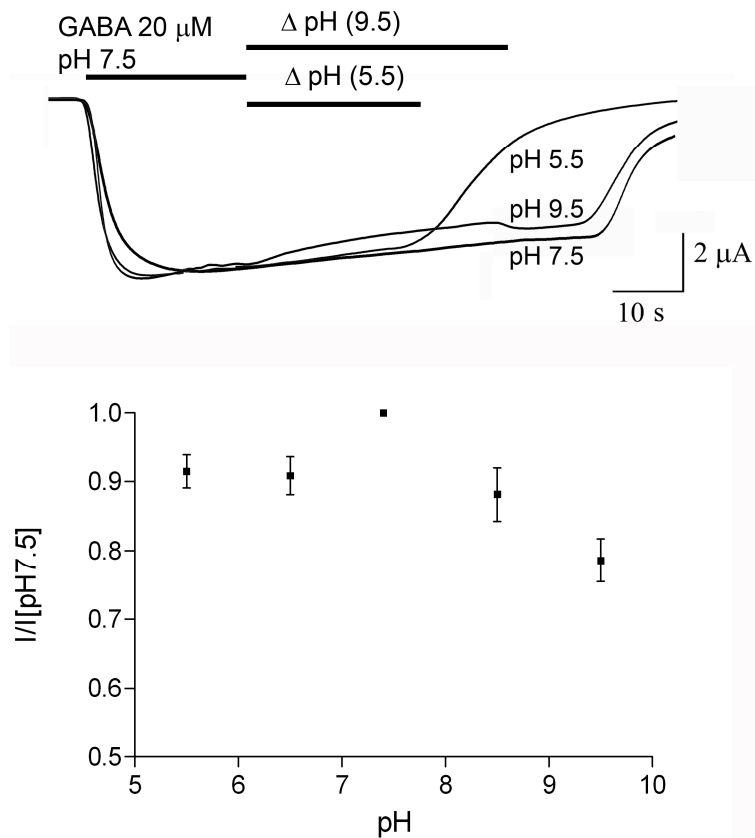 GABA 20 μM
pH 7.5
Δ pH (9.5)
Δ pH (5.5)
pH 5.5
pH 9.5
pH 7.5
2 μA
10 s
1.0
0.9
0.8
0.7
0.6
0.5
I/I[pH7.5]
5 6 7 8 9 10
pH